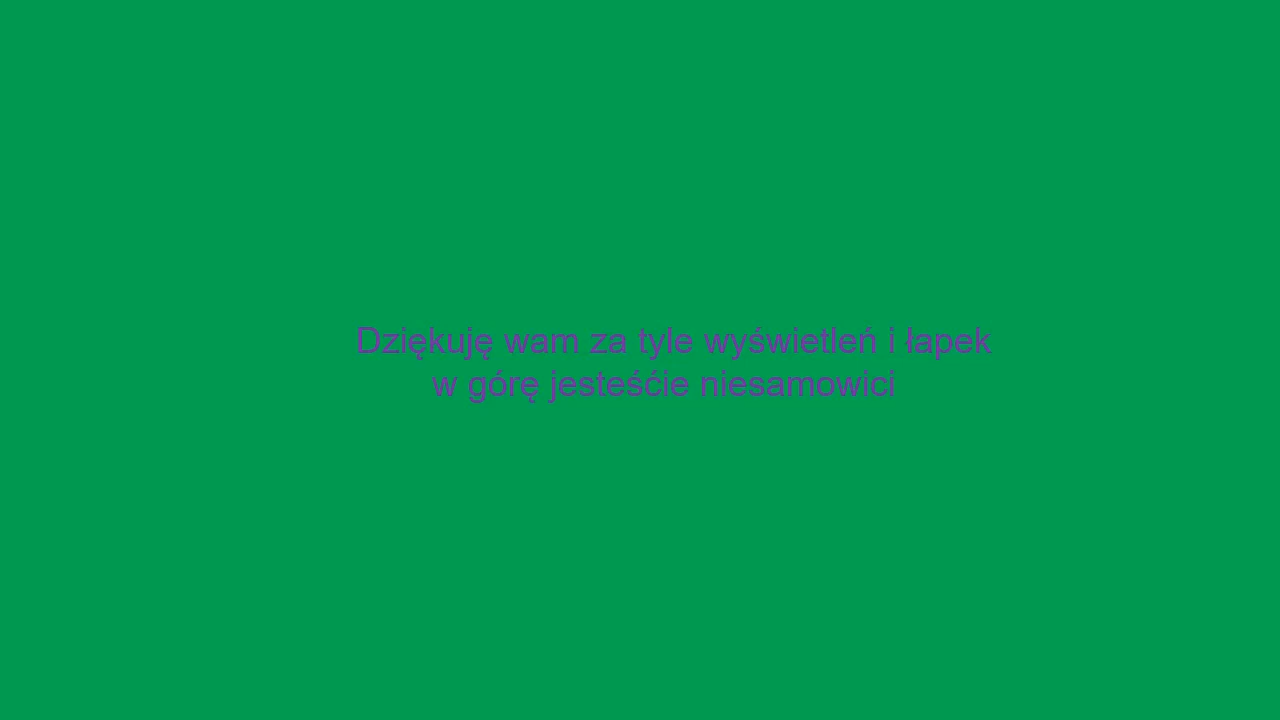 Dziękuję wam za tyle wyświetleń i łapek
w górę jesteśćie niesamowici